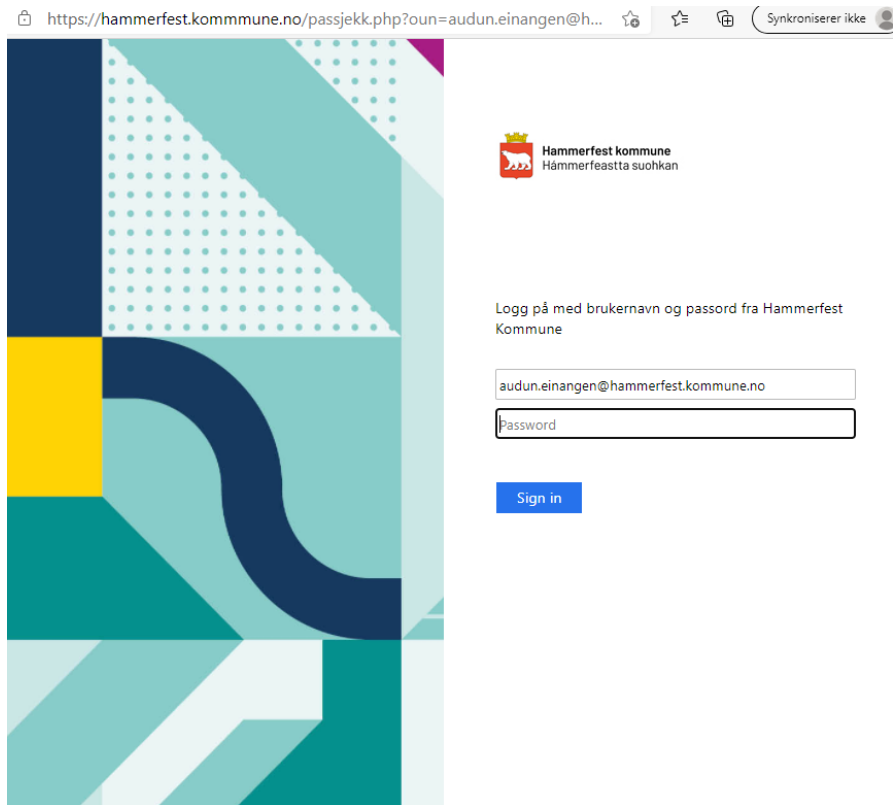 https://hammerfest.kommmune.no/passjekk.php?oun=audun.einangen@h...
Synkroniserer ikke
Hammerfest kommune
Hámmerfeastta suohkan
Logg på med brukernavn og passord fra Hammerfest
Kommune
audun.einangen@hammerfest.kommune.no
Password
Sign in